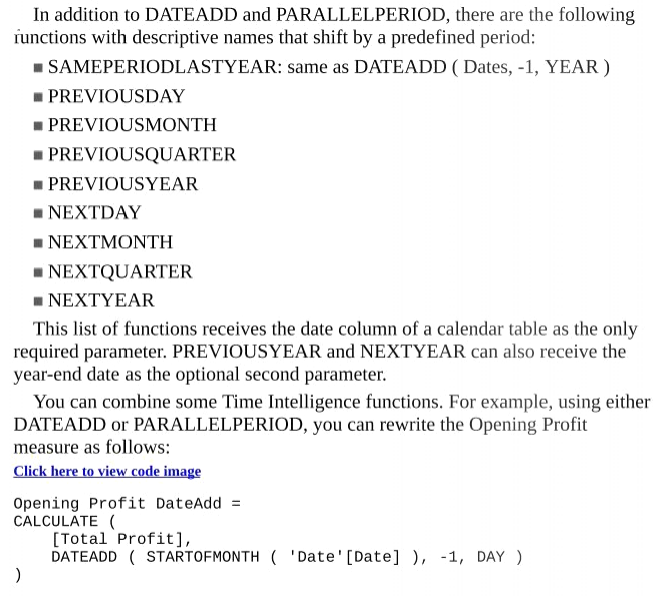 In addition to DATEADD and PARALLELPERIOD, there are the following
functions with descriptive names that shift by a predefined period:
■ SAMEPERIODLASTYEAR: same as DATEADD ( Dates, -1, YEAR )
■ PREVIOUSDAY
■ PREVIOUSMONTH
■ PREVIOUSQUARTER
■ PREVIOUSYEAR
■ NEXTDAY
■ NEXTMONTH
■ NEXTQUARTER
■ NEXTYEAR
This list of functions receives the date column of a calendar table as the only
required parameter. PREVIOUSYEAR and NEXTYEAR can also receive the
year-end date as the optional second parameter.
You can combine some Time Intelligence functions. For example, using either
DATEADD or PARALLELPERIOD, you can rewrite the Opening Profit
measure as follows:
Click here to view code image
Opening Profit DateAdd =
CALCULATE (
    [Total Profit],
    DATEADD ( STARTOFMONTH ( 'Date'[Date] ), -1, DAY )
)